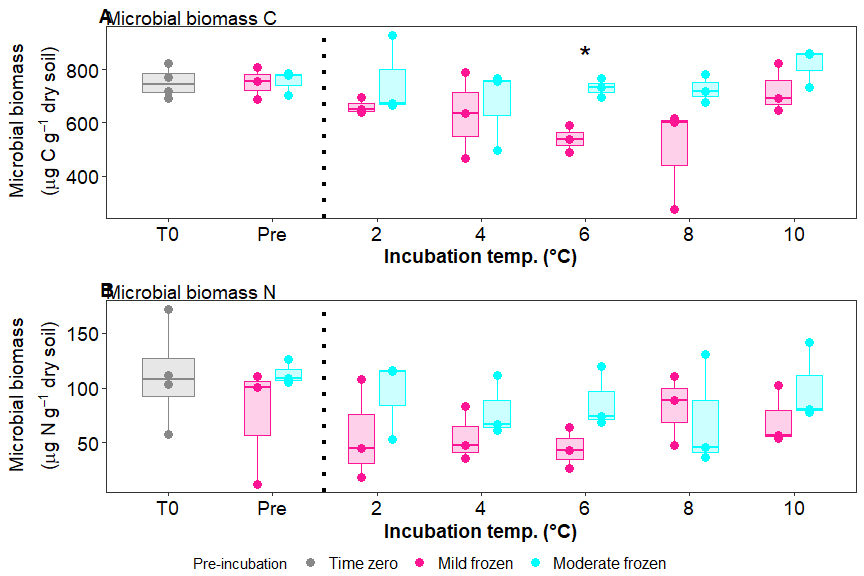 A Microbial biomass C
Microbial biomass
(µg C g⁻¹ dry soil)
800
600
400
*
T0 Pre 2 4 6 8 10
Incubation temp. (°C)
B Microbial biomass N
Microbial biomass
(µg N g⁻¹ dry soil)
150
100
50
T0 Pre 2 4 6 8 10
Incubation temp. (°C)
Pre-incubation Time zero Mild frozen Moderate frozen